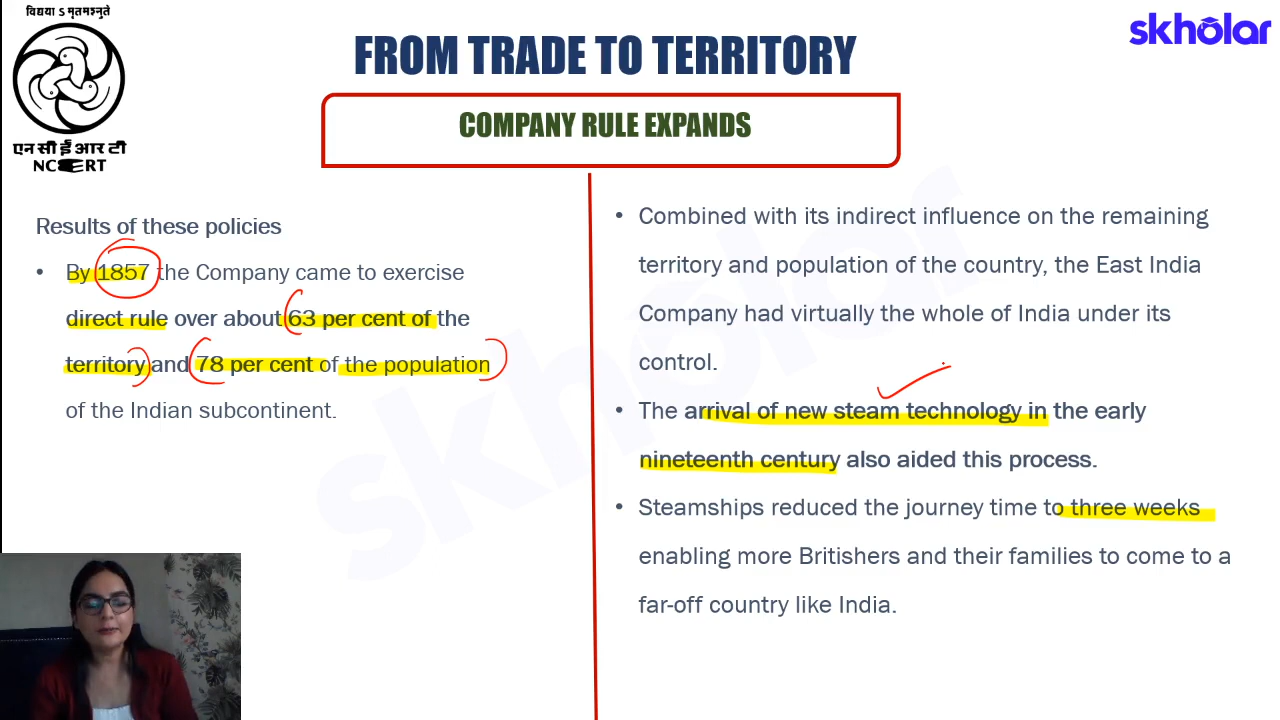 विद्यया ऽ मृतमश्नुते
एन सी ई आर टी
NCERT
skholar
FROM TRADE TO TERRITORY
COMPANY RULE EXPANDS
Results of these policies
• By 1857 the Company came to exercise
direct rule over about 63 per cent of the
territory and 78 per cent of the population
of the Indian subcontinent.
• Combined with its indirect influence on the remaining
territory and population of the country, the East India
Company had virtually the whole of India under its
control.
• The arrival of new steam technology in the early
nineteenth century also aided this process.
• Steamships reduced the journey time to three weeks
enabling more Britishers and their families to come to a
far-off country like India.
skholar